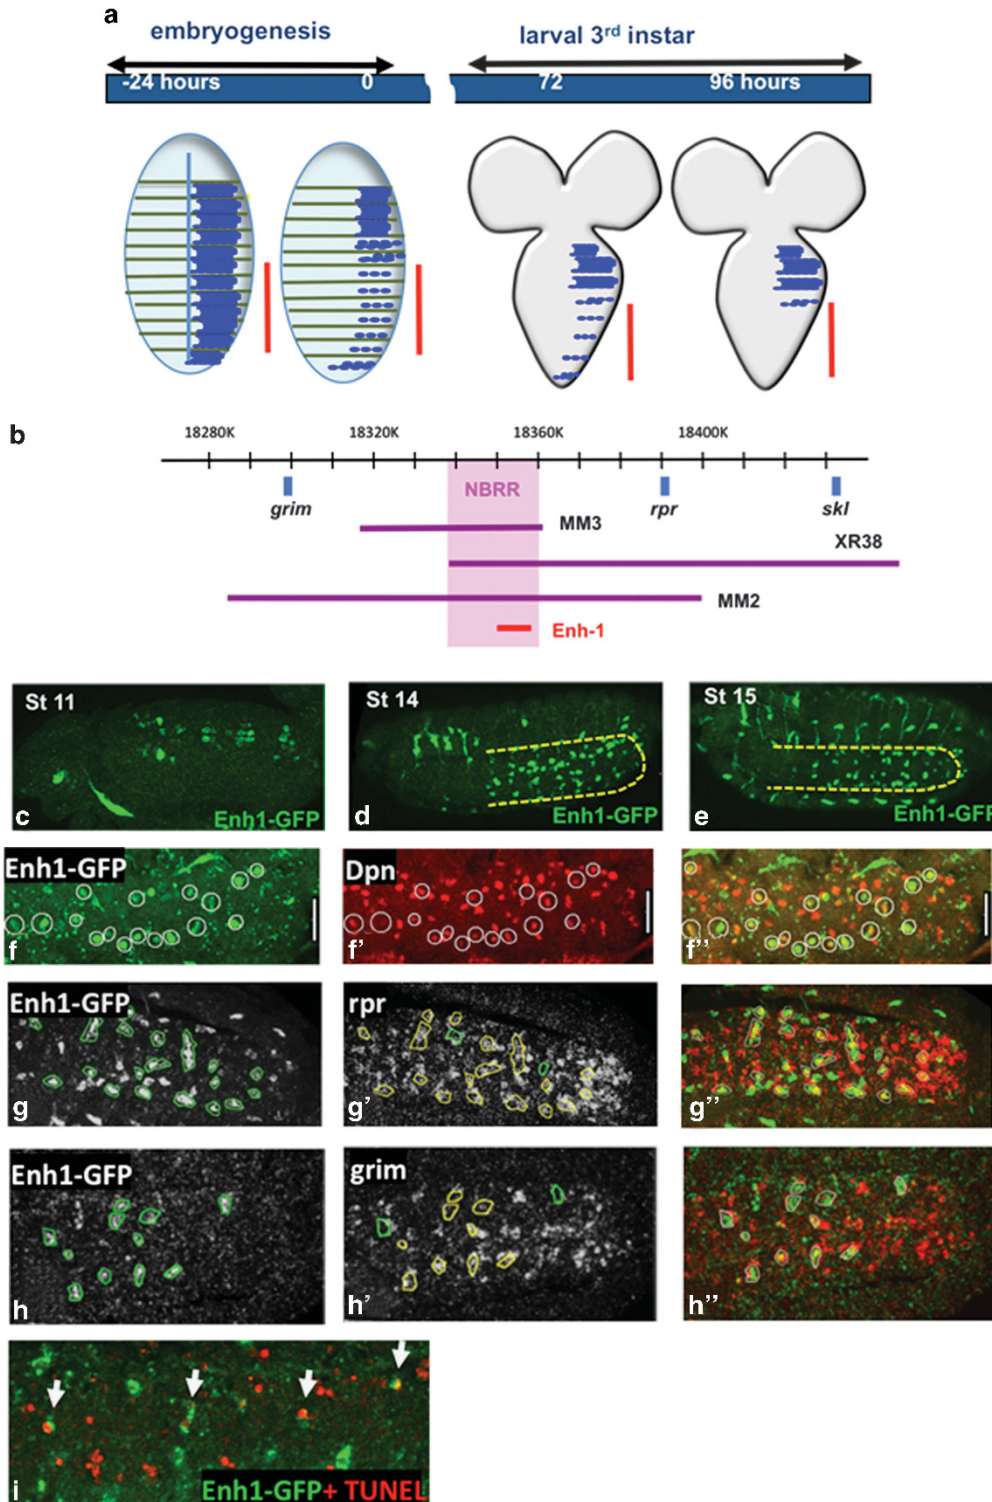 a
embryogenesis
larval 3rd instar
-24 hours
0
72
96 hours
b
18280K
18320K
18360K
18400K
NBRR
grim
rpr
skl
MM3
XR38
MM2
Enh-1
St 11
Enh1-GFP
c
St 14
Enh1-GFP
d
St 15
Enh1-GFP
e
Enh1-GFP
f
Dpn
f'
f''
Enh1-GFP
g
rpr
g'
g''
Enh1-GFP
h
grim
h'
h''
i
Enh1-GFP+ TUNEL